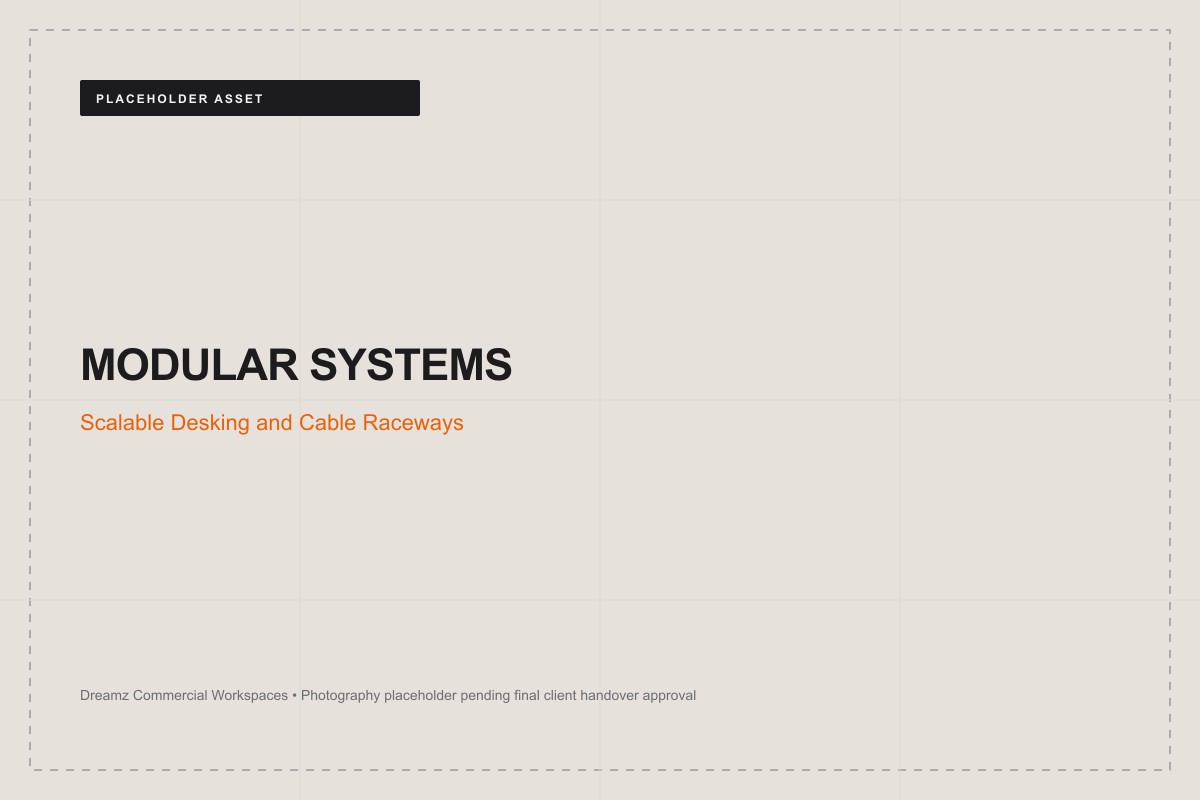 PLACEHOLDER ASSET
MODULAR SYSTEMS
Scalable Desking and Cable Raceways
Dreamz Commercial Workspaces • Photography placeholder pending final client handover approval